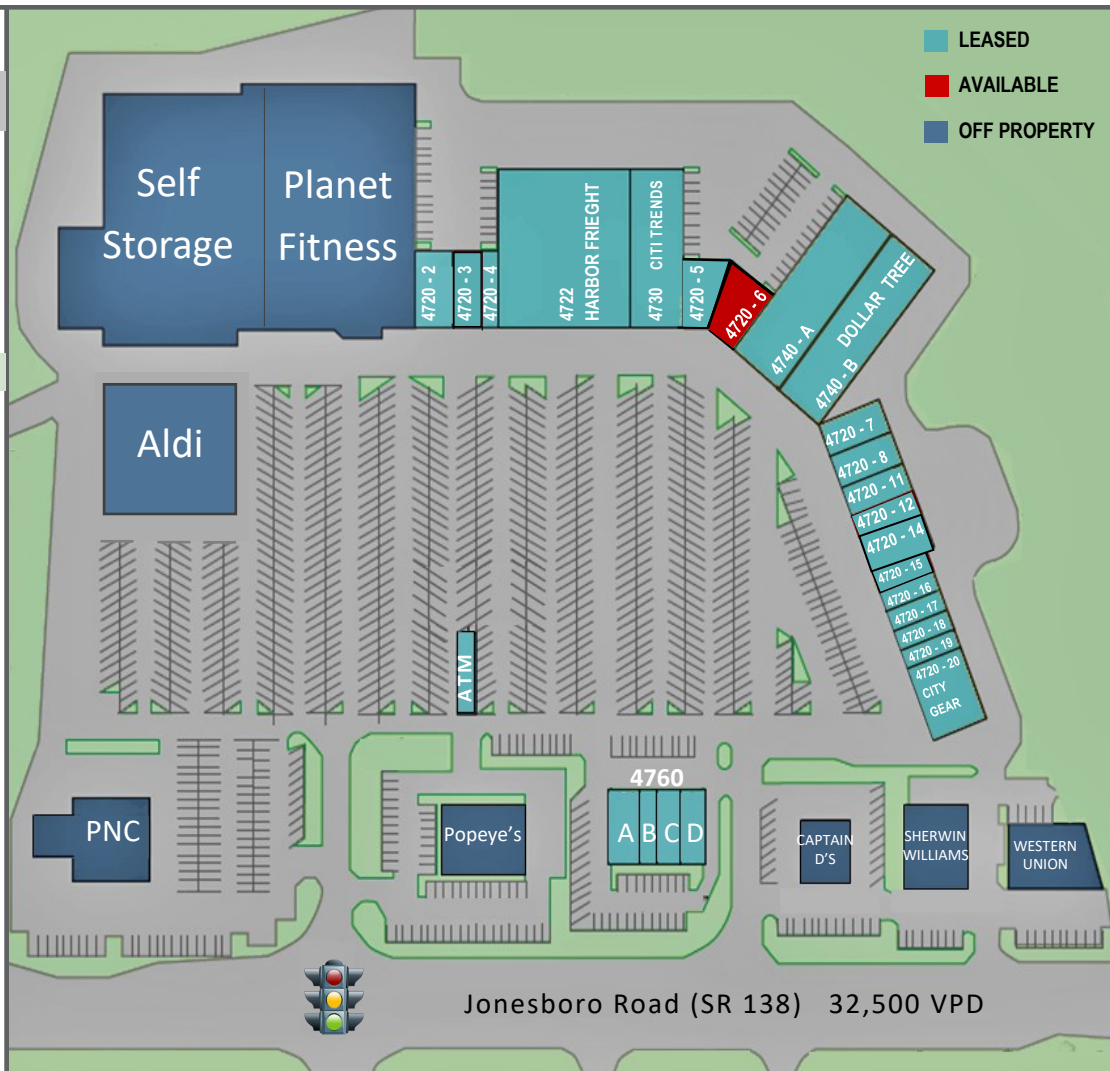 LEASED
AVAILABLE
OFF PROPERTY
Self
Storage
Planet
Fitness
4720 - 2
4720 - 3
4720 - 4
4722
HARBOR FRIEGHT
4730
CITI TRENDS
4720 - 5
4720 - 6
4740 - A
4740 - B
DOLLAR TREE
Aldi
4720 - 7
4720 - 8
4720 - 11
4720 - 12
4720 - 14
4720 - 15
4720 - 16
4720 - 17
4720 - 18
4720 - 19
4720 - 20
CITY
GEAR
ATM
PNC
Popeye's
4760
A B C D
CAPTAIN
D'S
SHERWIN
WILLIAMS
WESTERN
UNION
Jonesboro Road (SR 138) 32,500 VPD